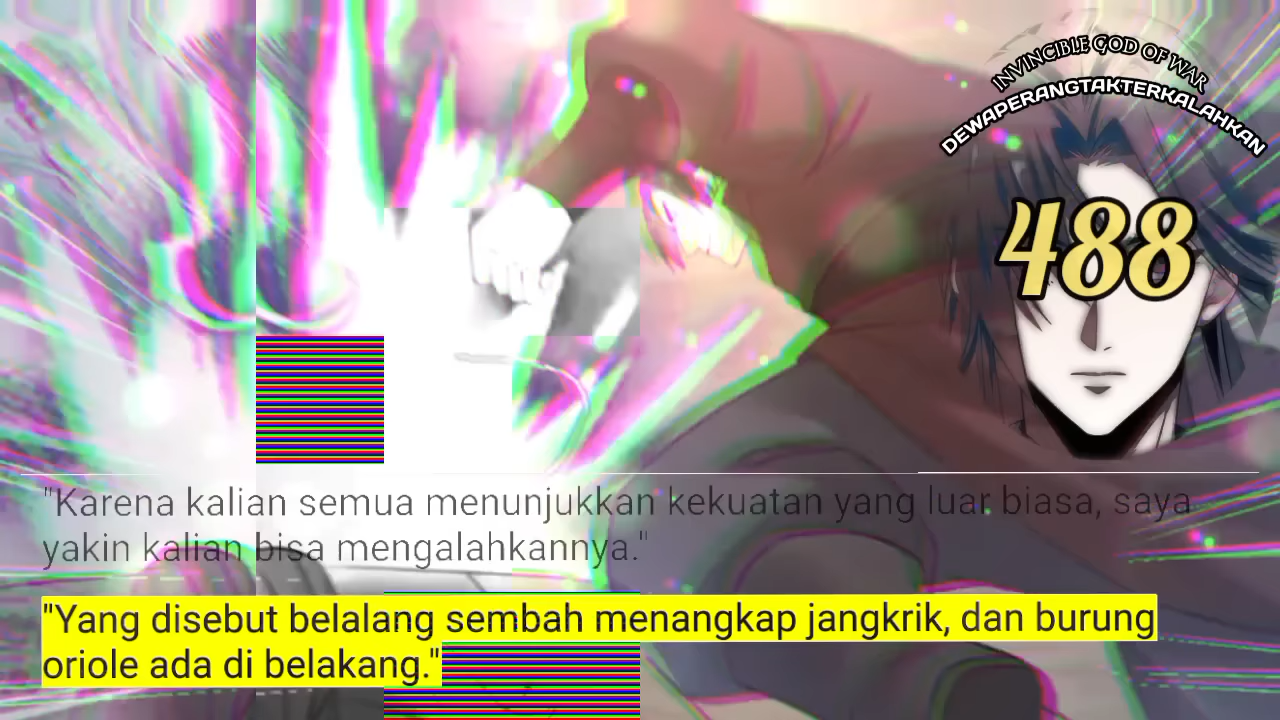 INVINCIBLE GOD OF WAR
DEWAPERANGTAKTERKALAHKAN
488
"Karena kalian semua menunjukkan kekuatan yang luar biasa, saya
yakin kalian bisa mengalahkannya."
"Yang disebut belalang sembah menangkap jangkrik, dan burung
oriole ada di belakang."